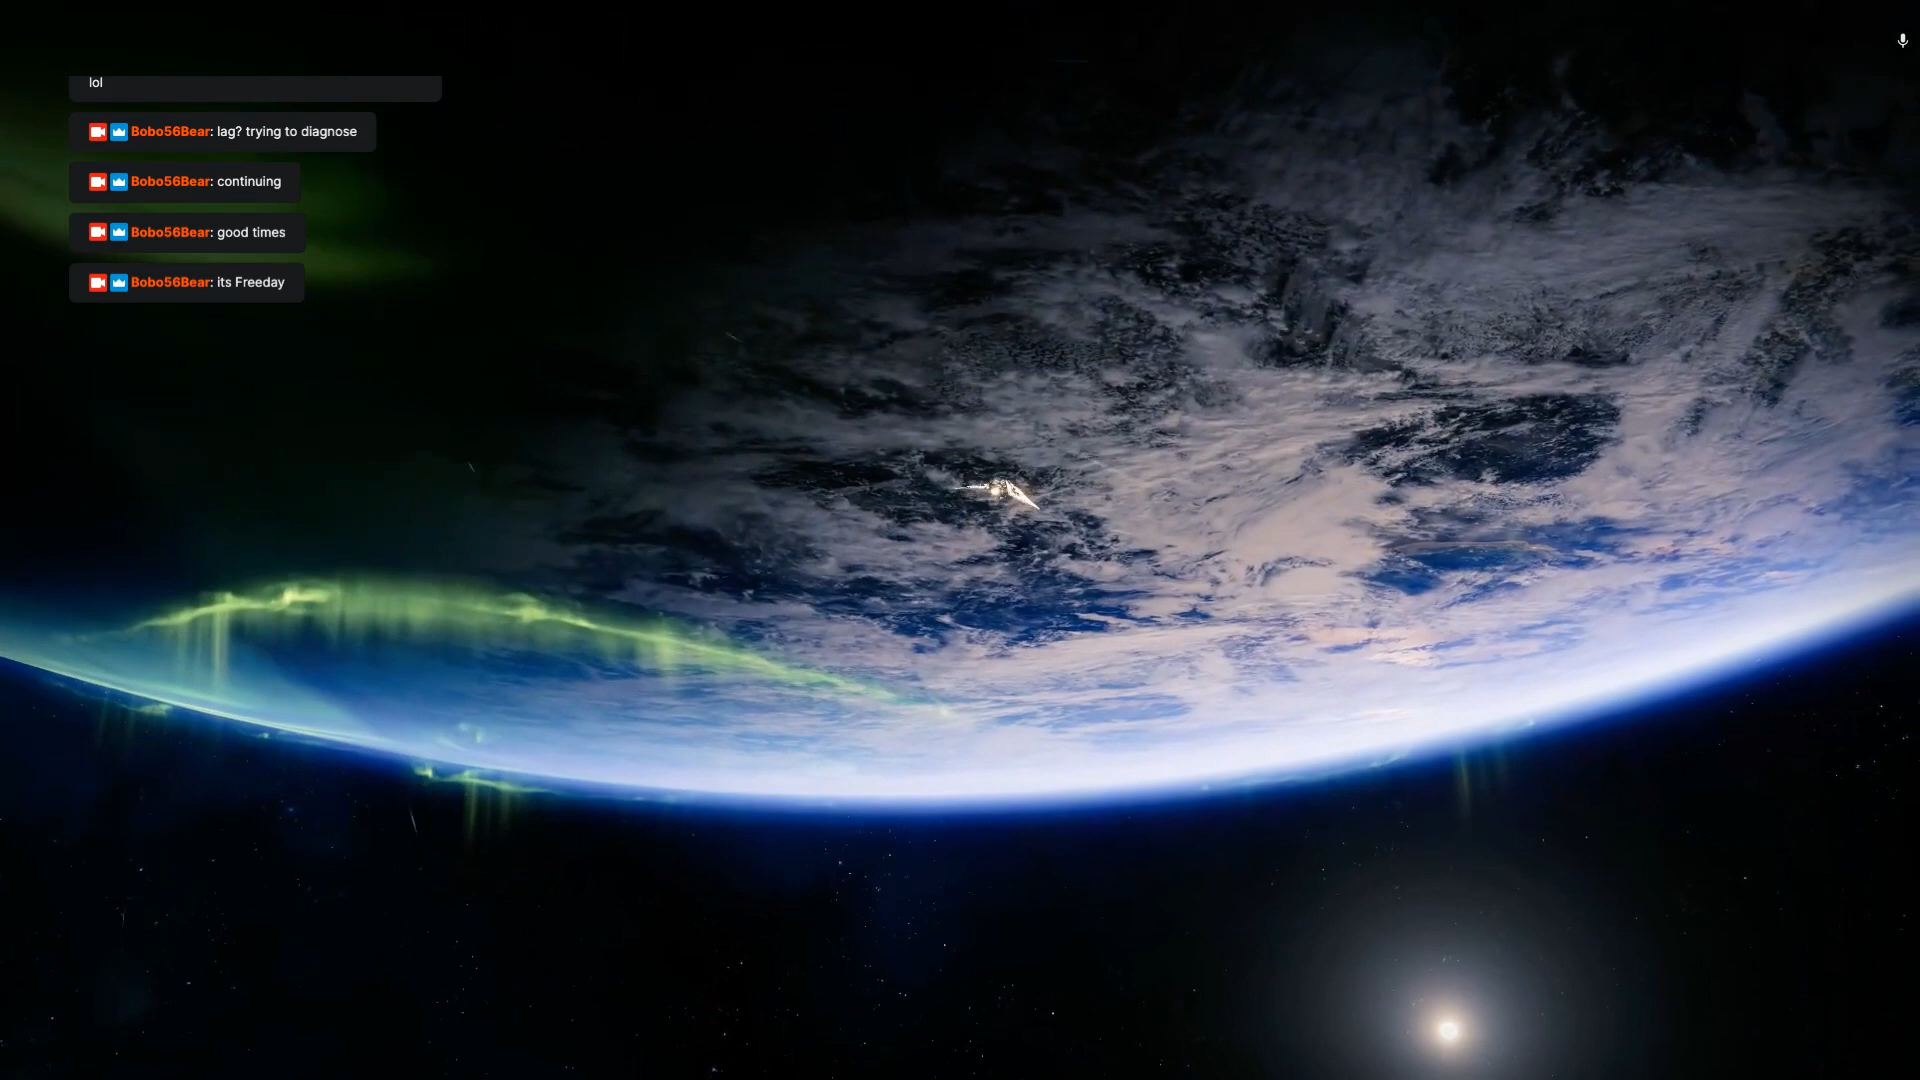 lol
Bobo56Bear: lag? trying to diagnose
Bobo56Bear: continuing
Bobo56Bear: good times
Bobo56Bear: its Freeday